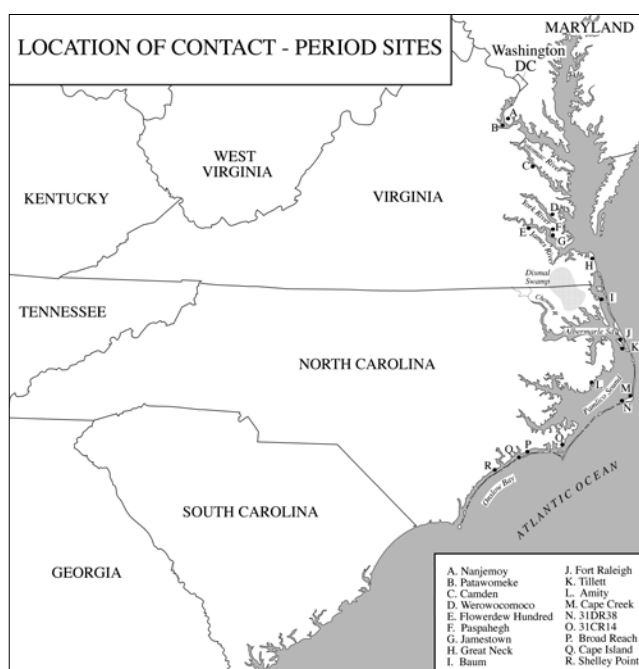 LOCATION OF CONTACT - PERIOD SITES
MARYLAND
Washington
DC
A
B
WEST
VIRGINIA
C
KENTUCKY
VIRGINIA
D
York River
F
E
G
James River
H
Dismal
Swamp
I
TENNESSEE
Chowan R
Albemarle Sd
J
K
NORTH CAROLINA
L
M
Pamlico Sound
N
O
P
Q
R
Onslow Bay
ATLANTIC OCEAN
SOUTH CAROLINA
GEORGIA
A. Nanjemoy
B. Patawomeke
C. Camden
D. Werowocomoco
E. Flowerdew Hundred
F. Paspahegh
G. Jamestown
H. Great Neck
I. Baum
J. Fort Raleigh
K. Tillett
L. Amity
M. Cape Creek
N. 31DR38
O. 31CR14
P. Broad Reach
Q. Cape Island
R. Shelley Point